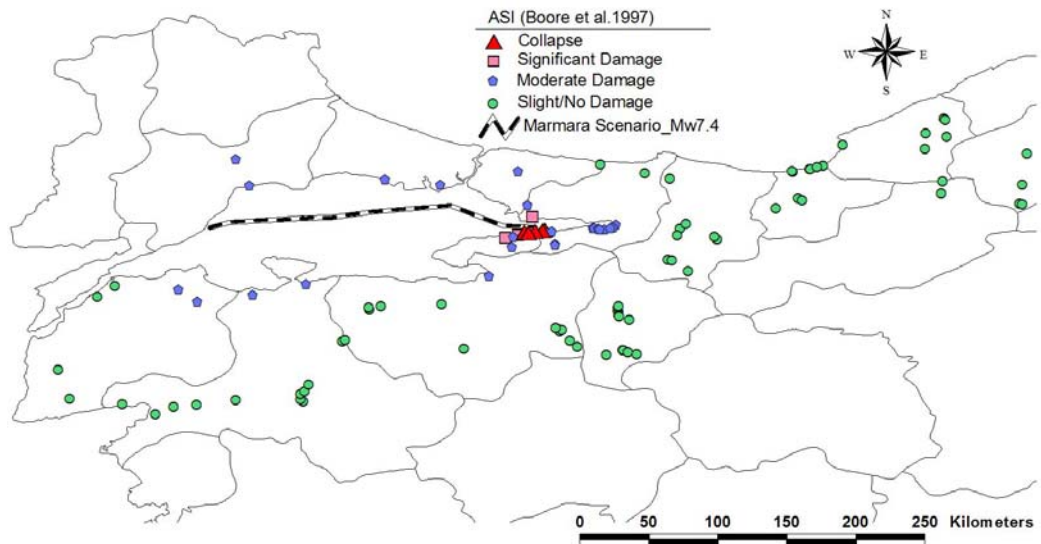 ASI (Boore et al.1997)
Collapse
Significant Damage
Moderate Damage
Slight/No Damage
Marmara Scenario_Mw7.4
N
W E
S
0 50 100 150 200 250 Kilometers